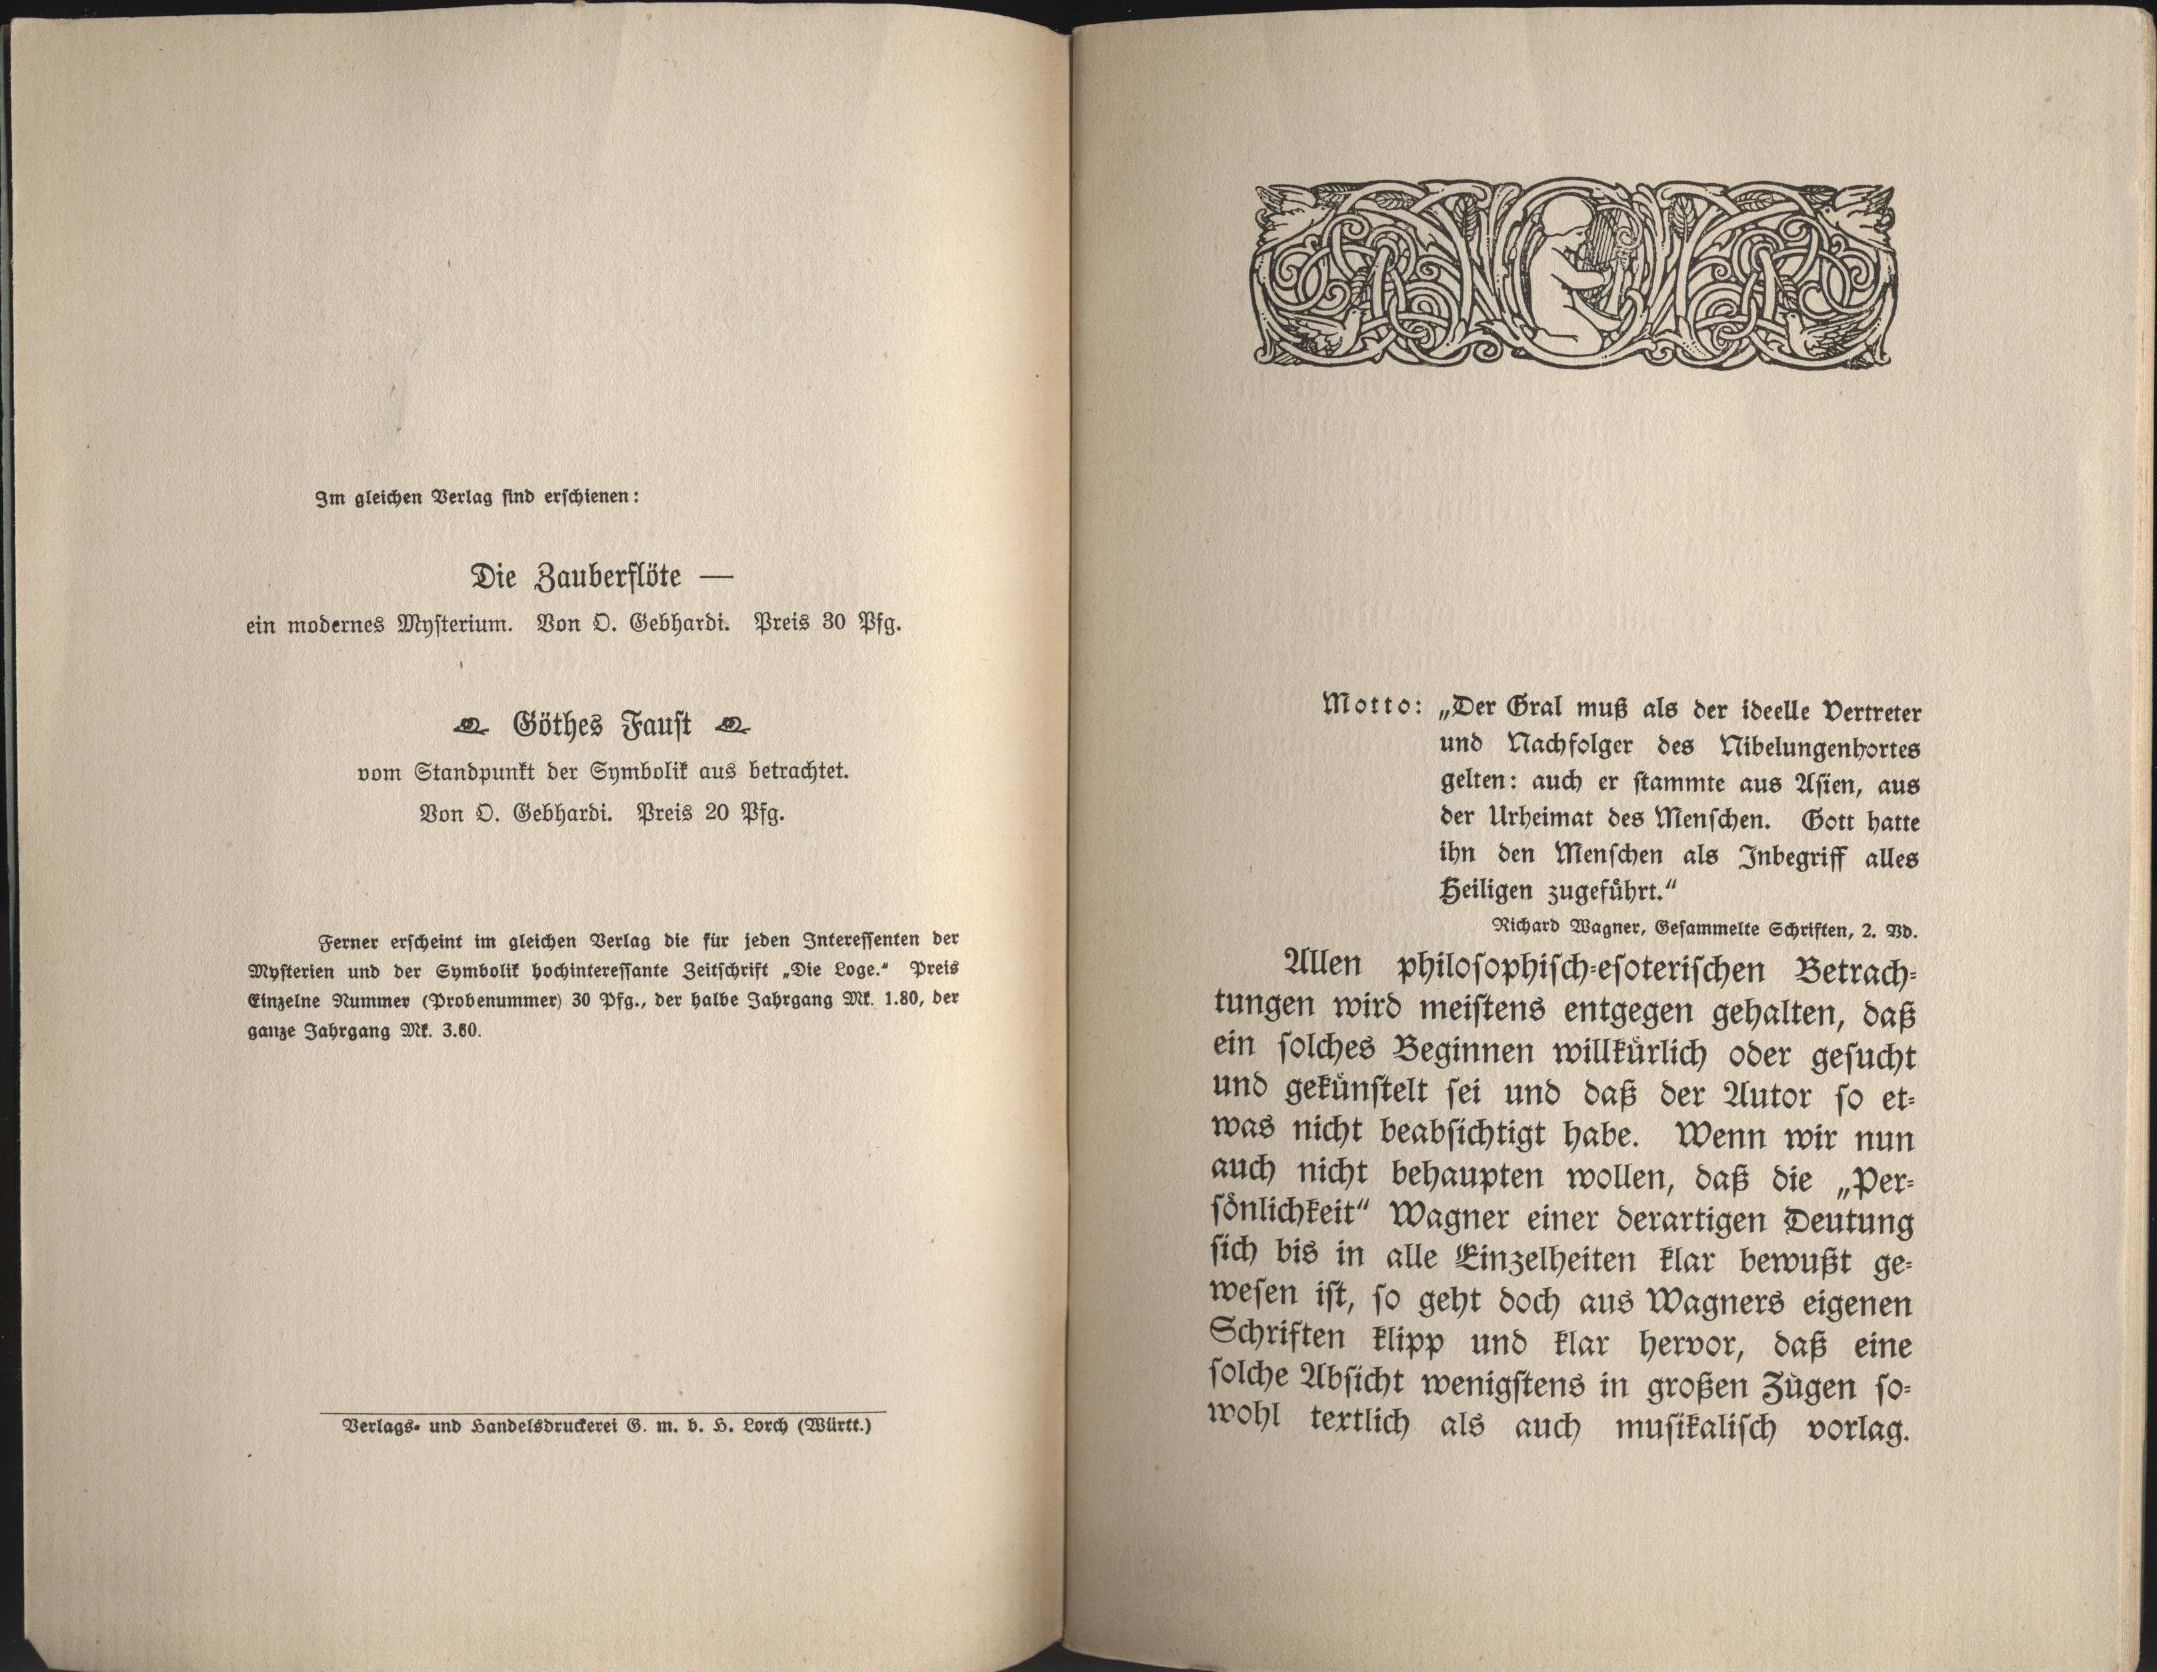 Im gleichen Verlag sind erschienen:
Die Zauberflöte —
ein modernes Mysterium. Von O. Gebhardi. Preis 30 Pfg.
Göthes Faust
vom Standpunkt der Symbolik aus betrachtet.
Von O. Gebhardi. Preis 20 Pfg.
Ferner erscheint im gleichen Verlag die für jeden Interessenten der
Mysterien und der Symbolik hochinteressante Zeitschrift „Die Loge.“ Preis
Einzelne Nummer (Probenummer) 30 Pfg., der halbe Jahrgang Mk. 1.80, der
ganze Jahrgang Mk. 3.60.
Verlags- und Handelsdruckerei G. m. b. H. Lorch (Württ.)
Motto: „Der Gral muß als der ideelle Vertreter
und Nachfolger des Nibelungenhortes
gelten: auch er stammte aus Asien, aus
der Urheimat des Menschen. Gott hatte
ihn den Menschen als Inbegriff alles
Heiligen zugeführt.“
Richard Wagner, Gesammelte Schriften, 2. Bd.
Allen philosophisch-esoterischen Betrach-
tungen wird meistens entgegen gehalten, daß
ein solches Beginnen willkürlich oder gesucht
und gekünstelt sei und daß der Autor so et-
was nicht beabsichtigt habe. Wenn wir nun
auch nicht behaupten wollen, daß die „Per-
sönlichkeit“ Wagner einer derartigen Deutung
sich bis in alle Einzelheiten klar bewußt ge-
wesen ist, so geht doch aus Wagners eigenen
Schriften klipp und klar hervor, daß eine
solche Absicht wenigstens in großen Zügen so-
wohl textlich als auch musikalisch vorlag.